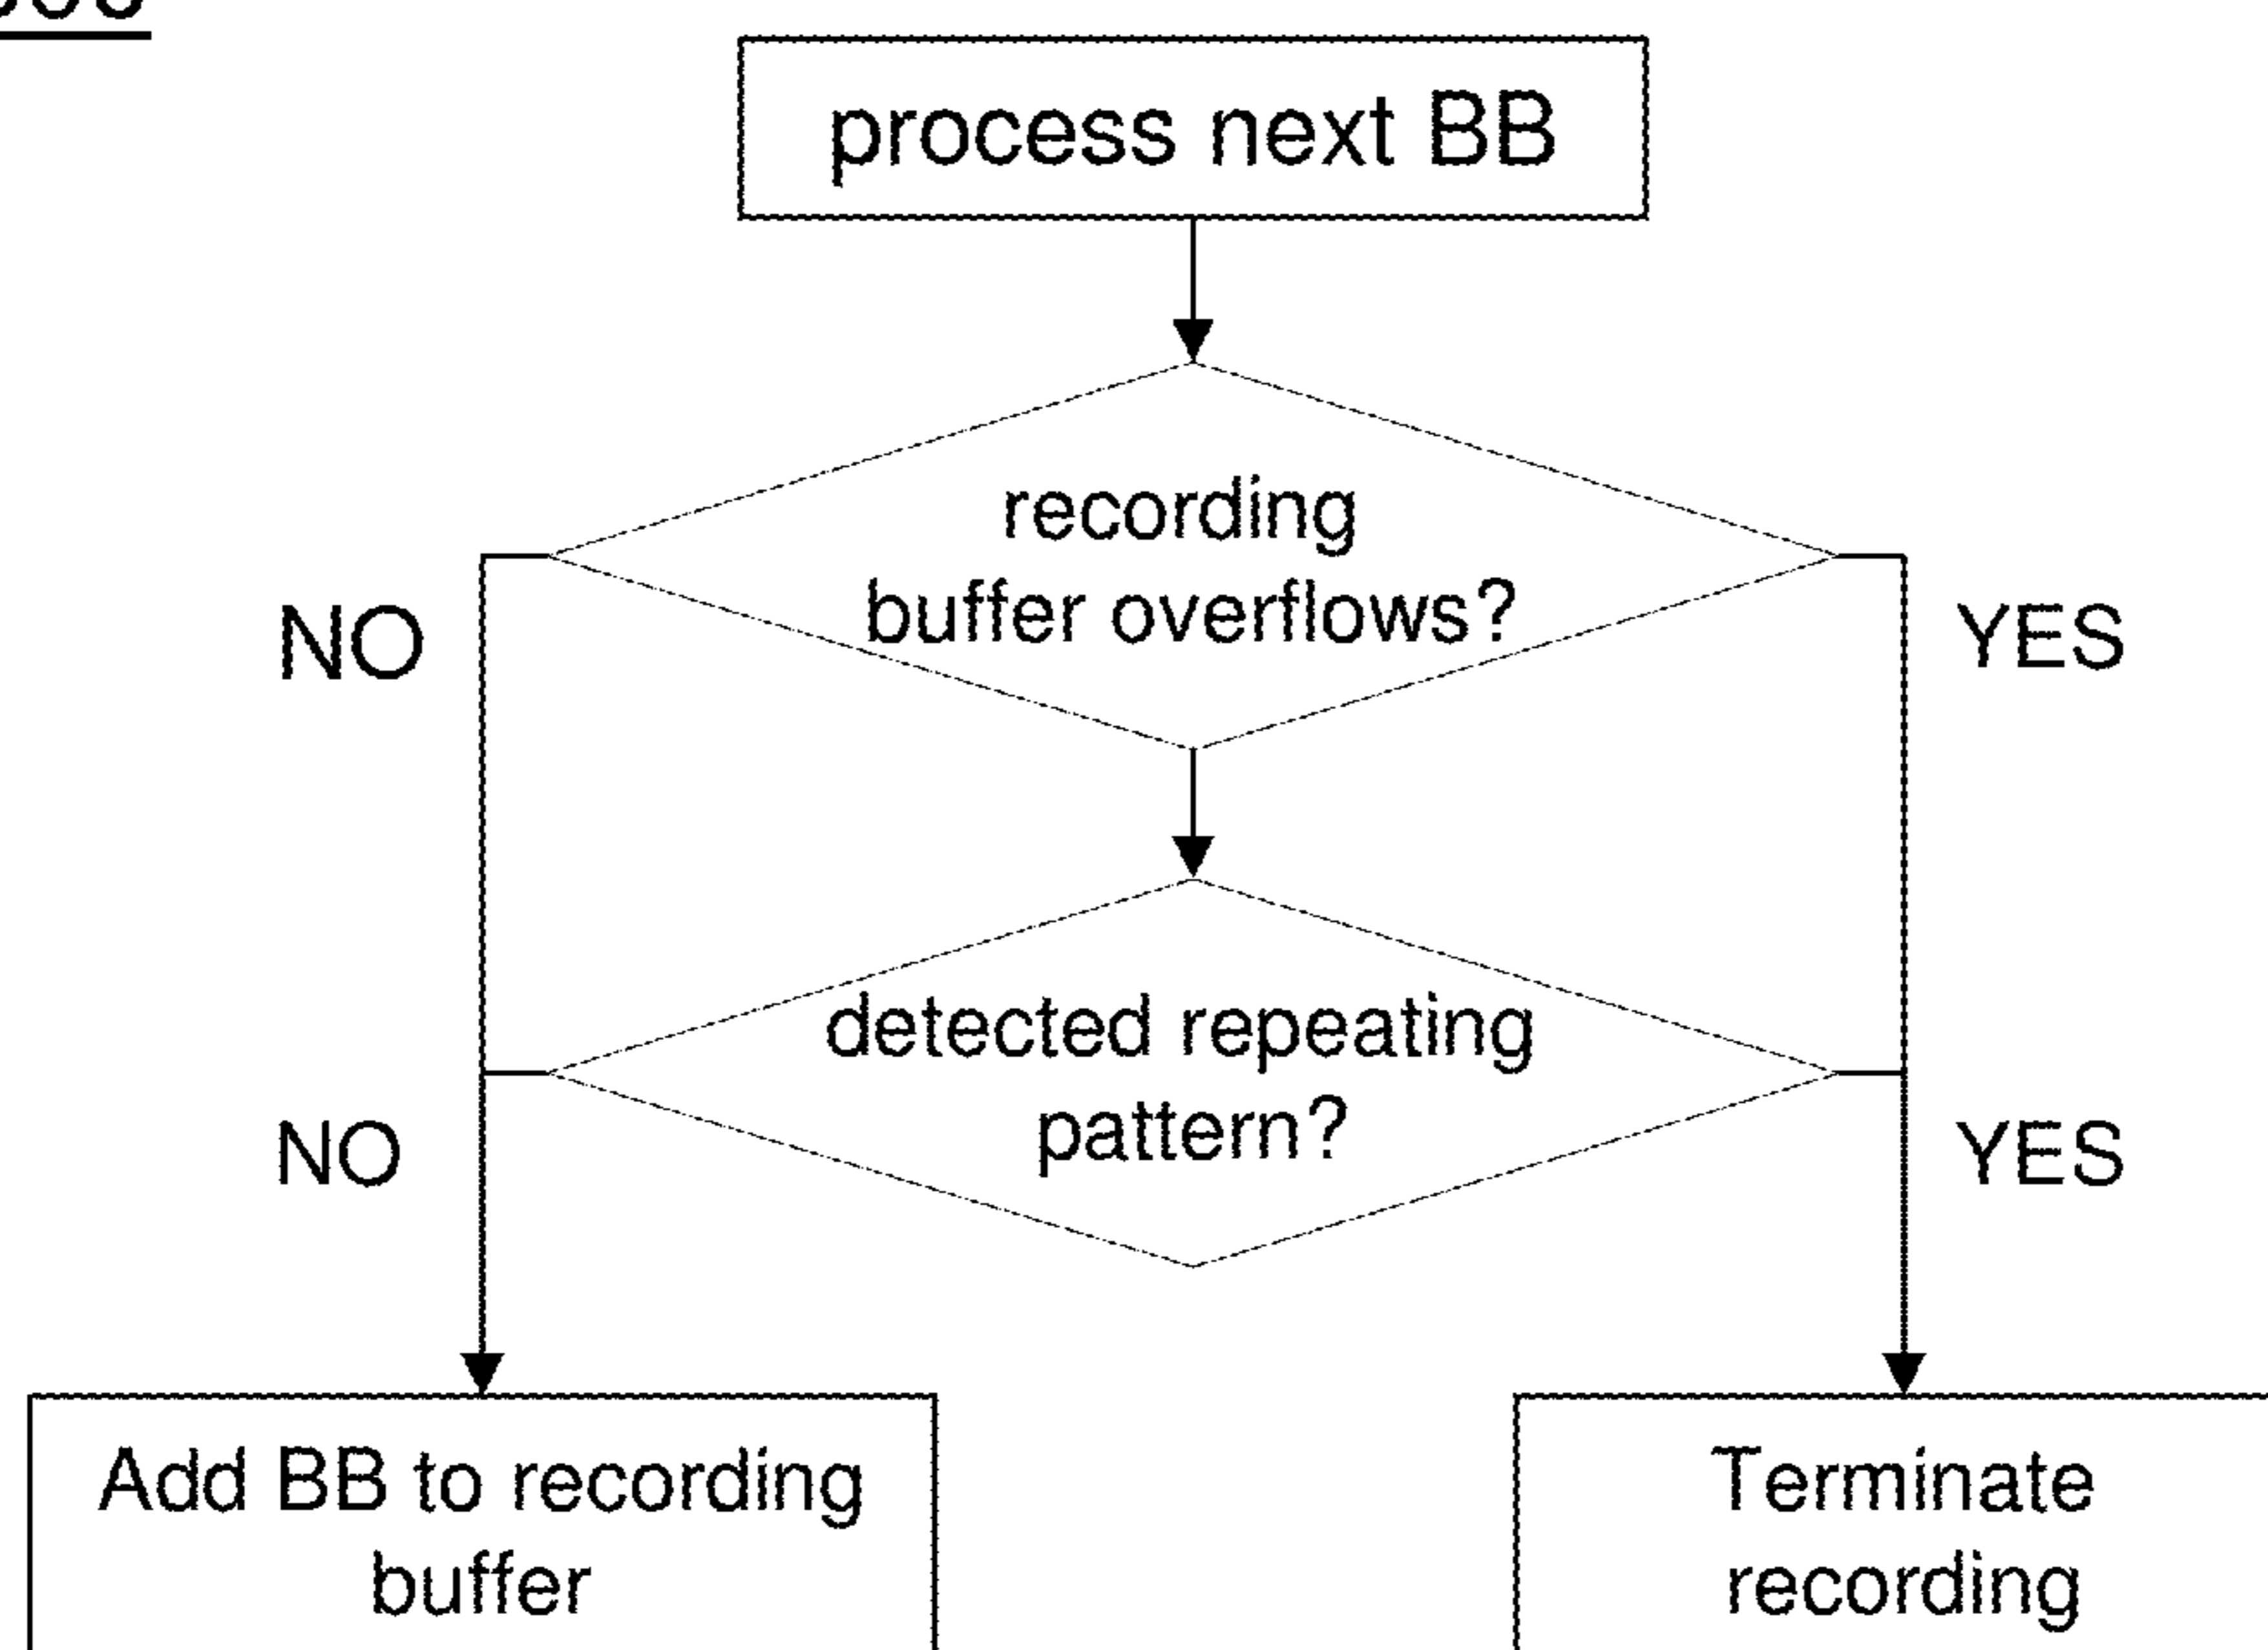 process next BB
recording
buffer overflows?
NO
YES
detected repeating
pattern?
NO
YES
Add BB to recording
buffer
Terminate
recording